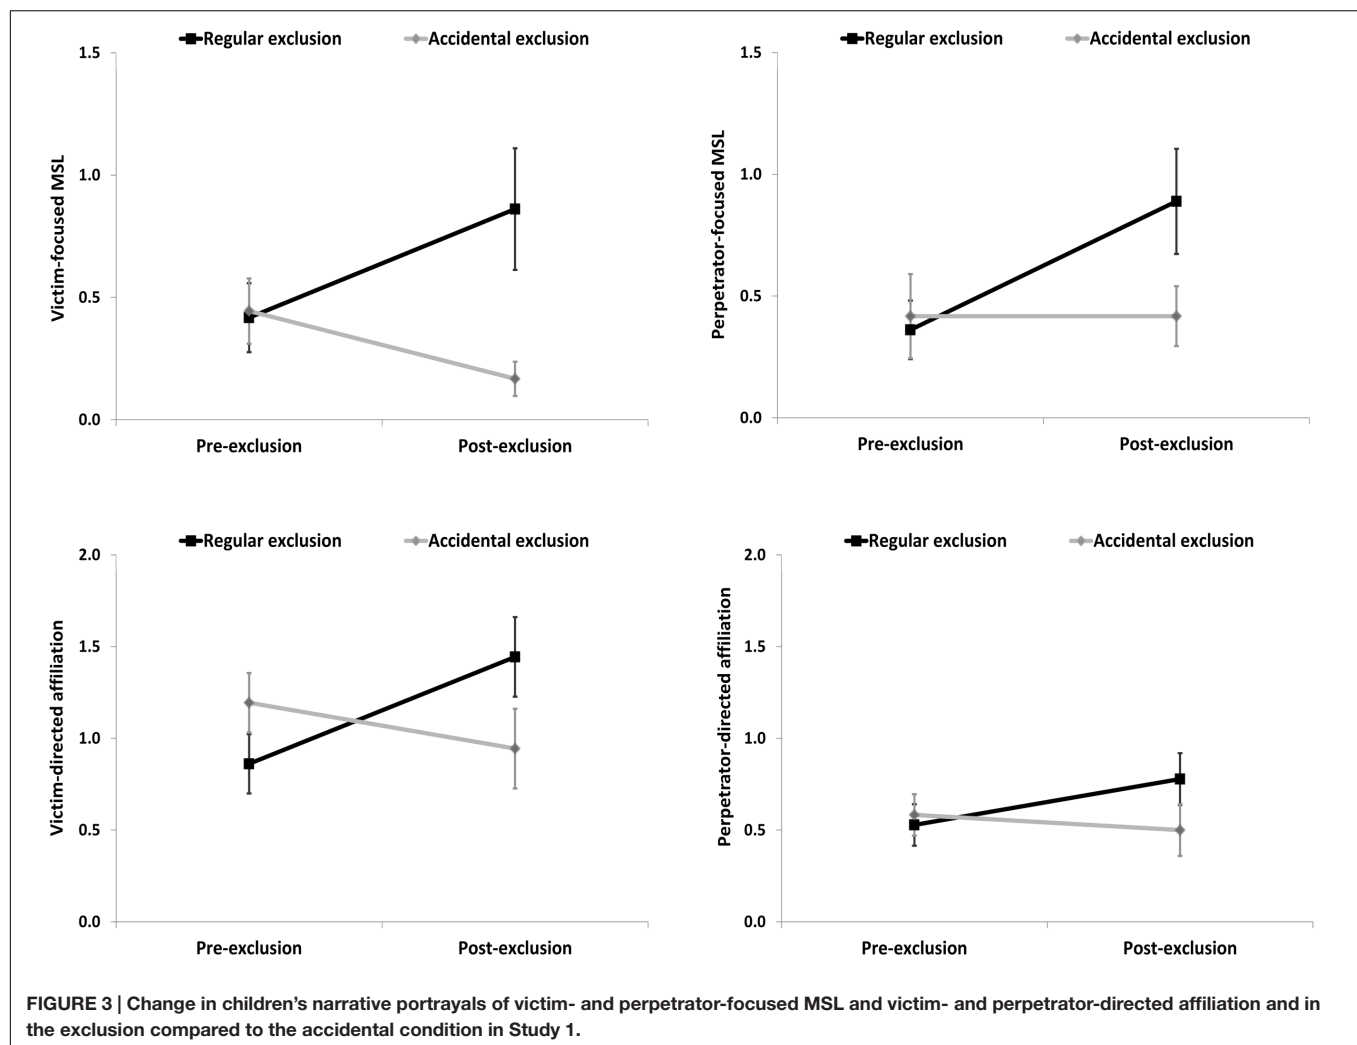 Regular exclusion Accidental exclusion
1.5
1.0
0.5
0.0
Victim-focused MSL
Pre-exclusion Post-exclusion
Regular exclusion Accidental exclusion
1.5
1.0
0.5
0.0
Perpetrator-focused MSL
Pre-exclusion Post-exclusion
Regular exclusion Accidental exclusion
2.0
1.5
1.0
0.5
0.0
Victim-directed affiliation
Pre-exclusion Post-exclusion
Regular exclusion Accidental exclusion
2.0
1.5
1.0
0.5
0.0
Perpetrator-directed affiliation
Pre-exclusion Post-exclusion
FIGURE 3 | Change in children’s narrative portrayals of victim- and perpetrator-focused MSL and victim- and perpetrator-directed affiliation and in
the exclusion compared to the accidental condition in Study 1.